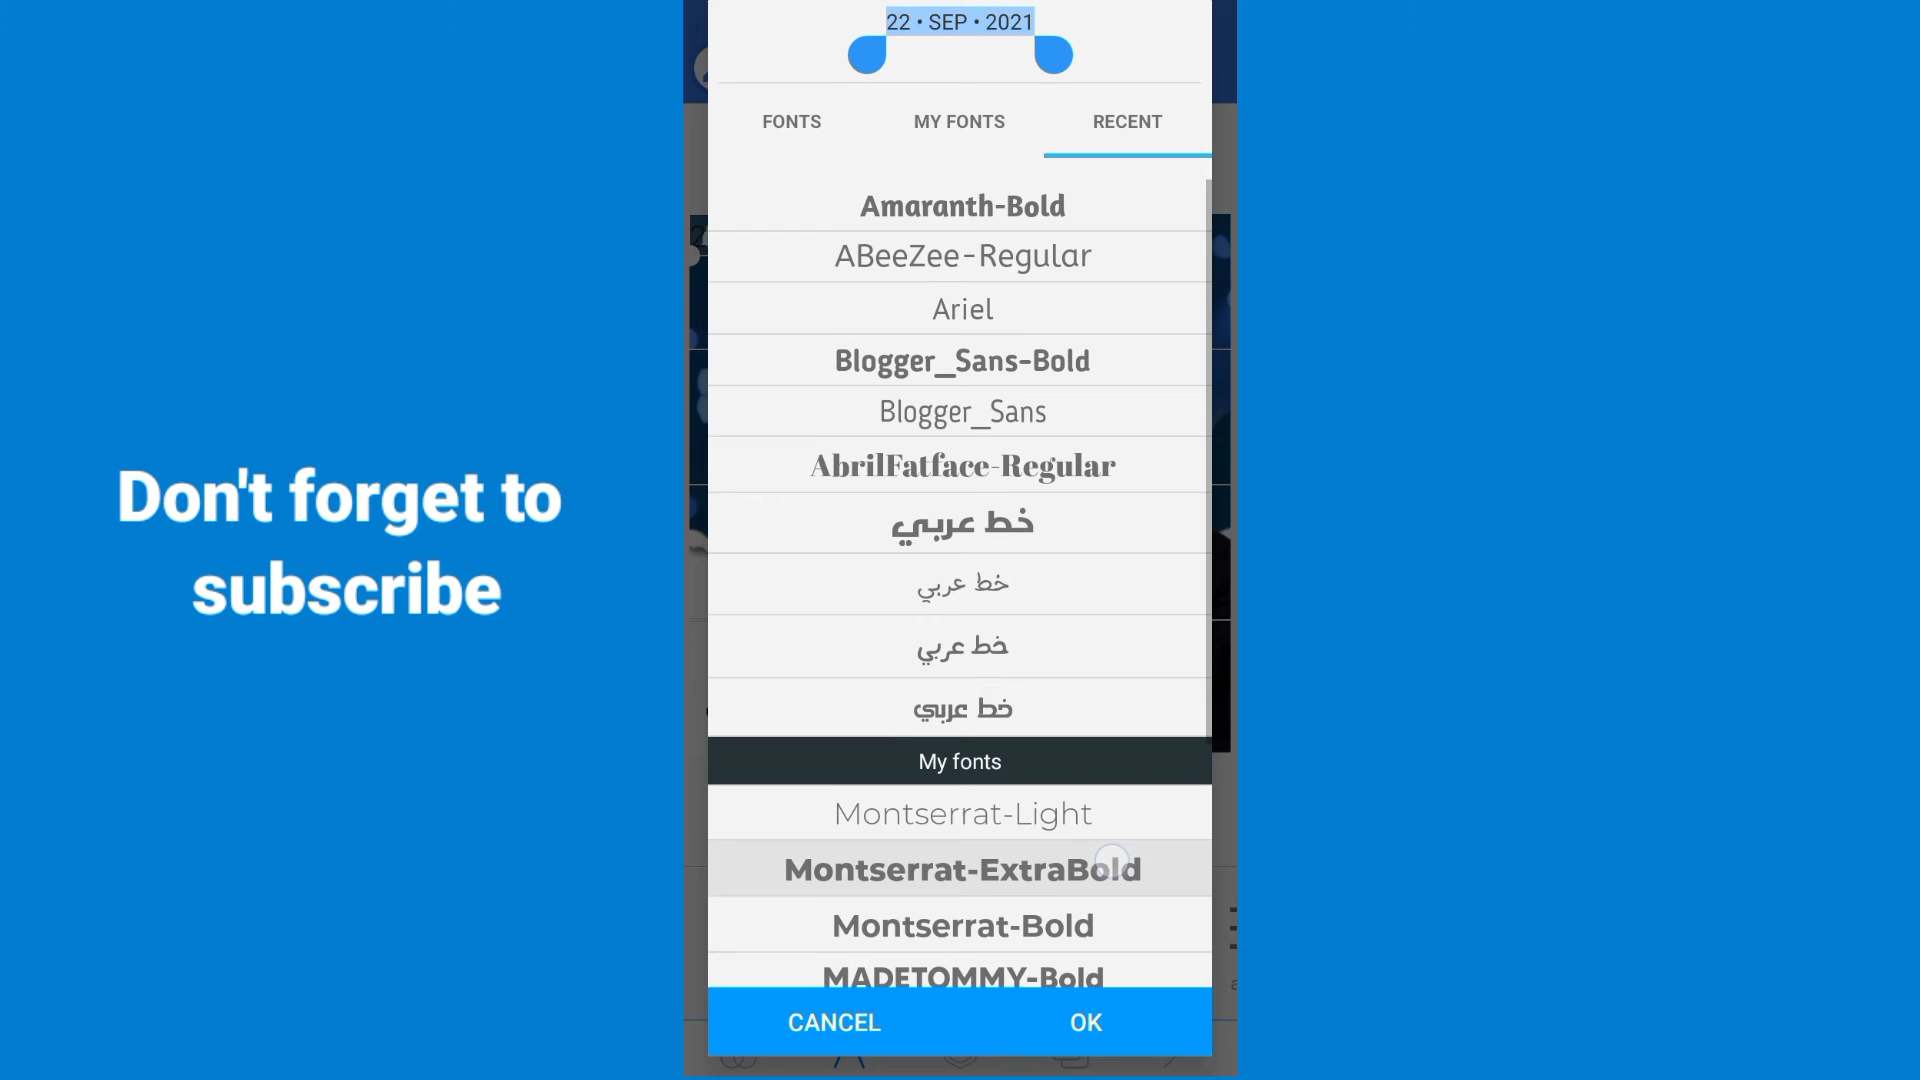 22 • SEP • 2021
FONTS
MY FONTS
RECENT
Amaranth-Bold
ABeeZee-Regular
Ariel
Blogger_Sans-Bold
Blogger_Sans
AbrilFatface-Regular
خط عربي
خط عربي
خط عربي
خط عربي
My fonts
Montserrat-Light
Montserrat-ExtraBold
Montserrat-Bold
MADETOMMY-Bold
CANCEL
OK
Don't forget to
subscribe